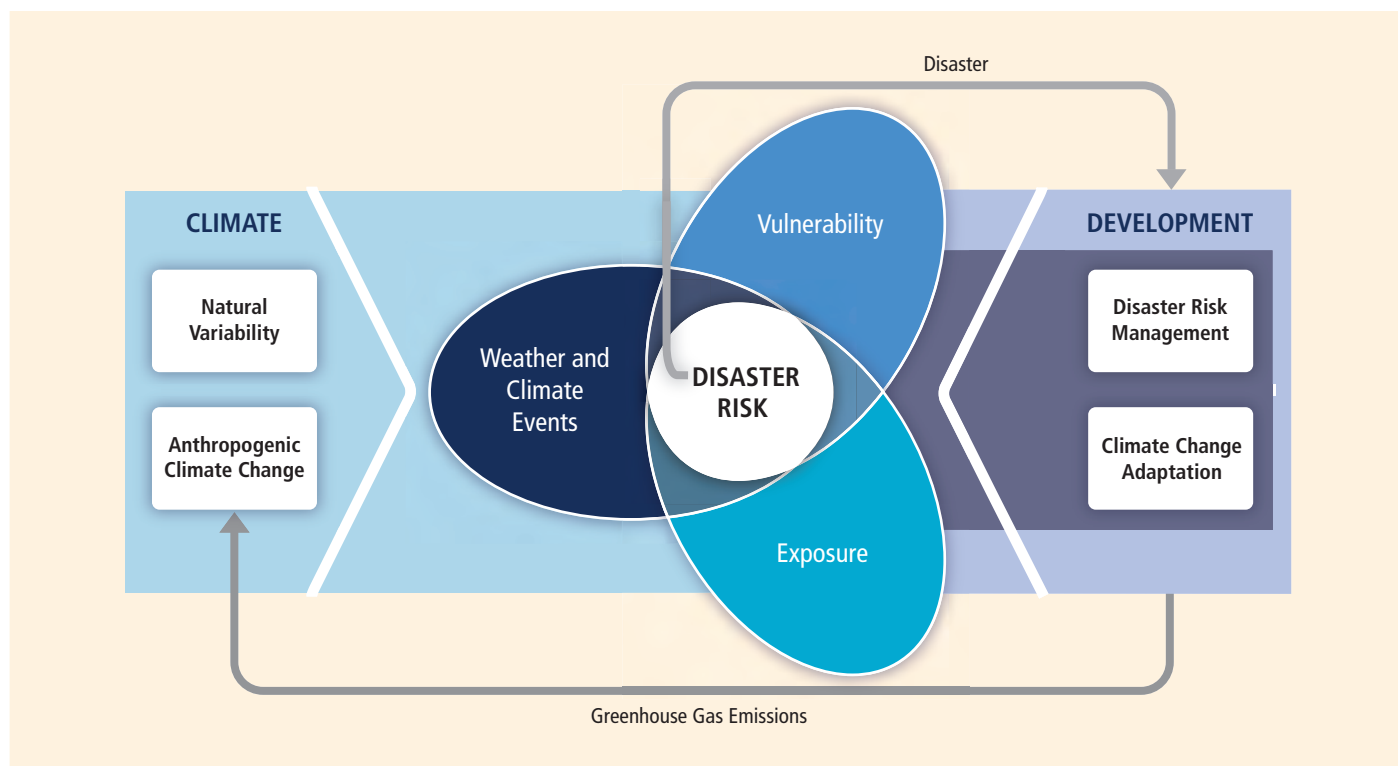 Disaster
CLIMATE
Natural
Variability
Anthropogenic
Climate Change
Weather and
Climate
Events
Vulnerability
DISASTER
RISK
Exposure
DEVELOPMENT
Disaster Risk
Management
Climate Change
Adaptation
Greenhouse Gas Emissions